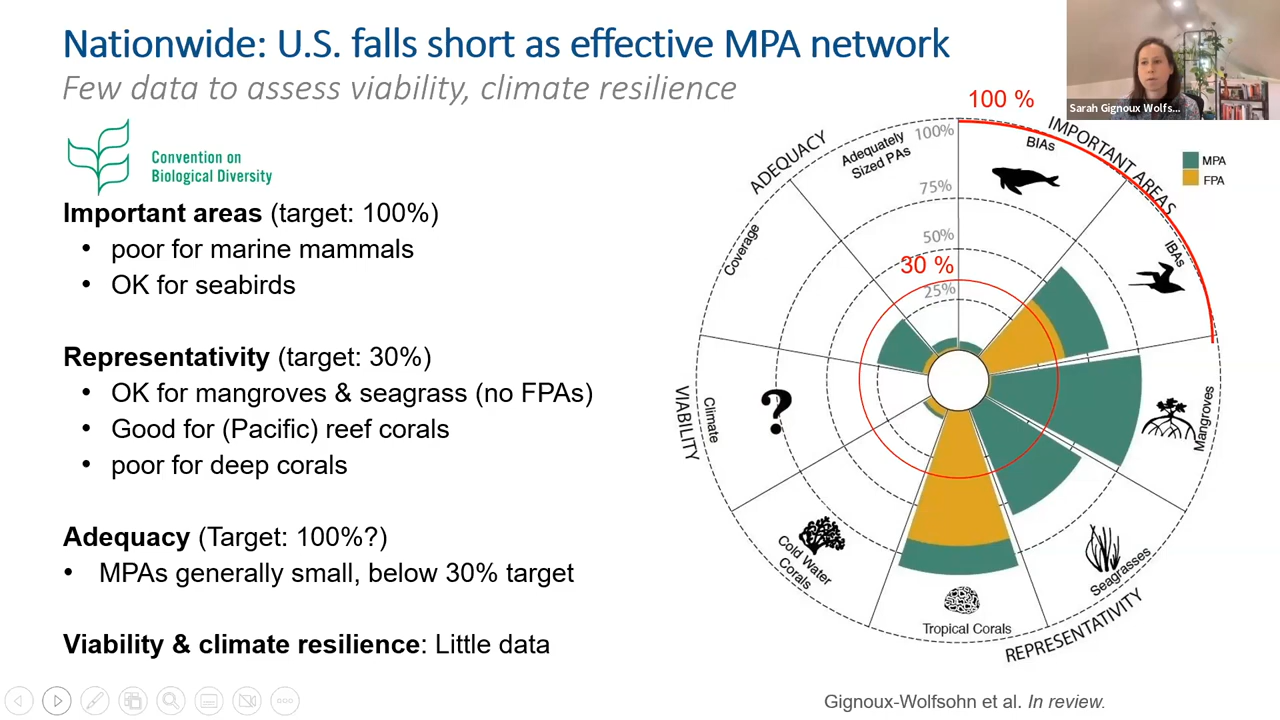 Nationwide: U.S. falls short as effective MPA network
Few data to assess viability, climate resilience
Sarah Gignoux Wolfs...
Convention on
Biological Diversity
Important areas (target: 100%)
• poor for marine mammals
• OK for seabirds
Representativity (target: 30%)
• OK for mangroves & seagrass (no FPAs)
• Good for (Pacific) reef corals
• poor for deep corals
Adequacy (Target: 100%?)
• MPAs generally small, below 30% target
Viability & climate resilience: Little data
100 %
ADEQUACY
Adequately
Sized PAs
100%
75%
50%
30 %
25%
IMPORTANT AREAS
BIAs
IBAs
MPA
FPA
Coverage
VIABILITY
Climate
?
Mangroves
Seagrasses
Cold Water
Corals
Tropical Corals
REPRESENTATIVITY
Gignoux-Wolfsohn et al. In review.